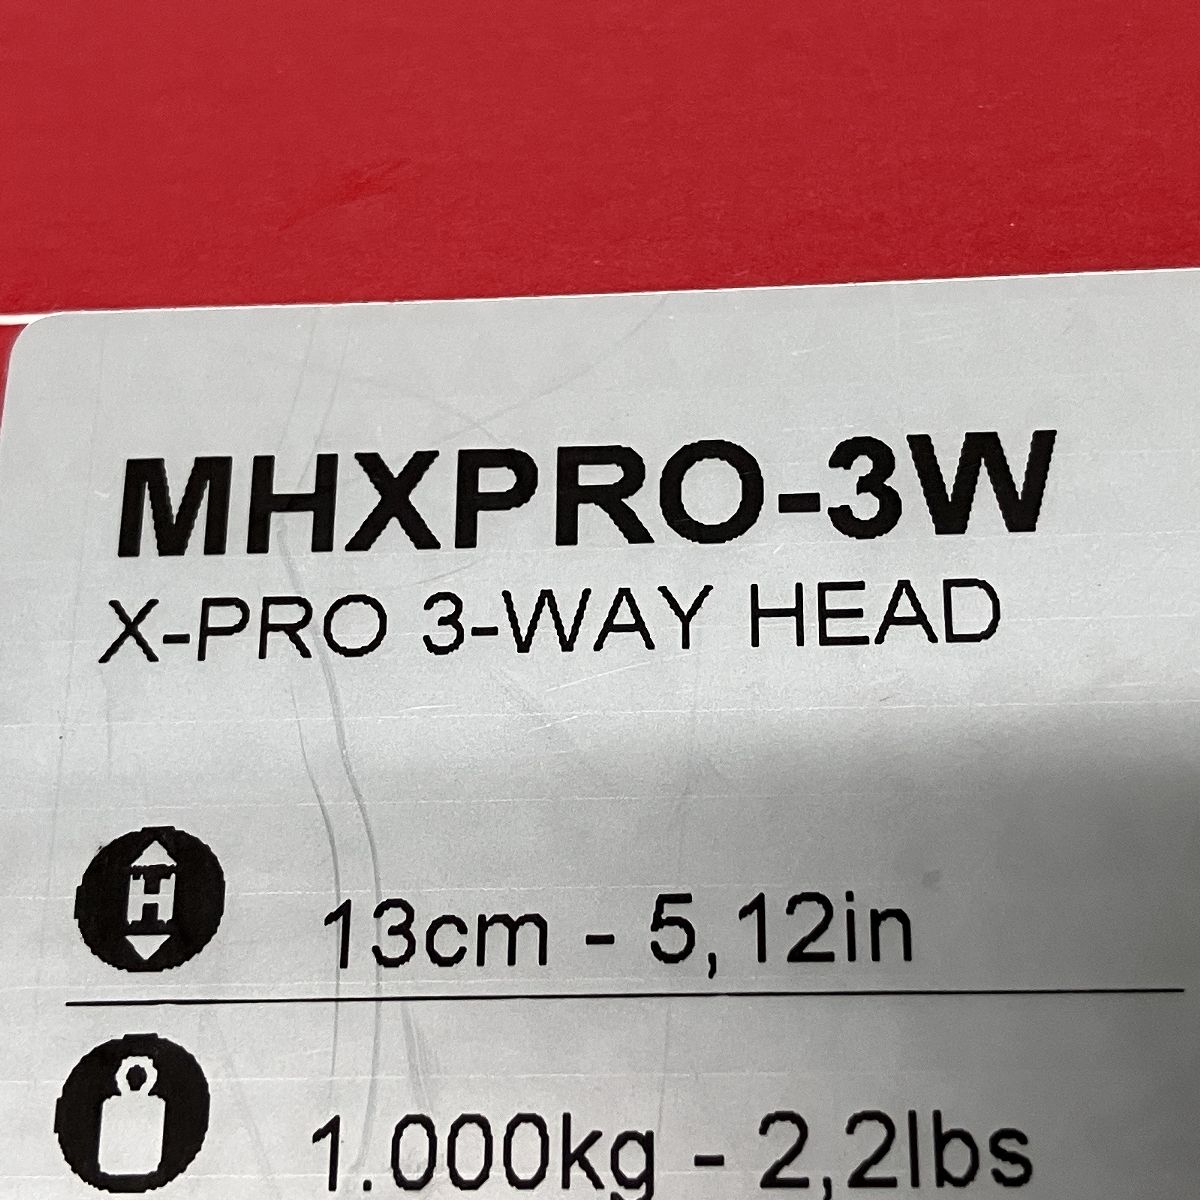 MHXPRO-3W
X-PRO 3-WAY HEAD
H
13cm - 5,12in
1.000kg - 2,2lbs